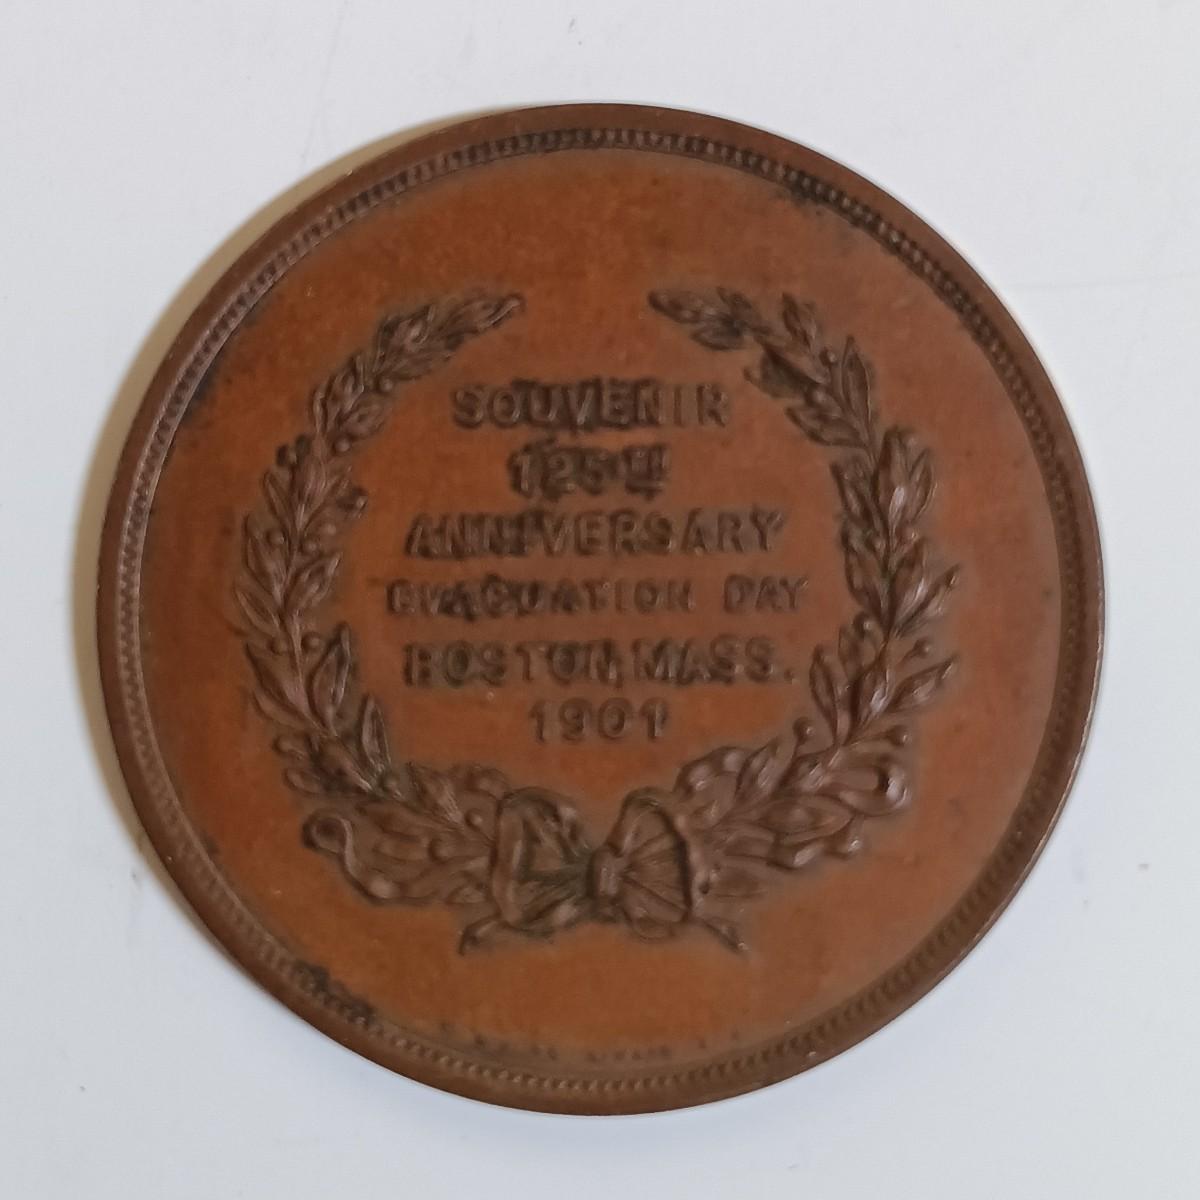 SOUVENIR
125TH
ANNIVERSARY
EVACUATION DAY
BOSTON, MASS.
1901